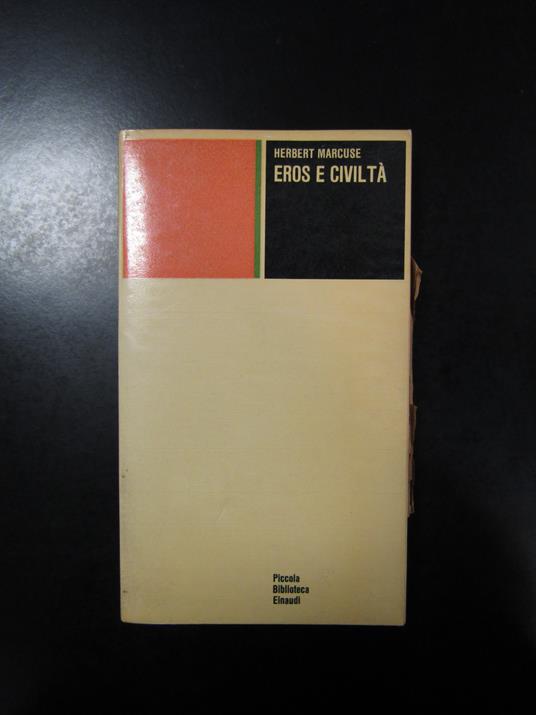 HERBERT MARCUSE
EROS E CIVILTÀ
Piccola
Biblioteca
Einaudi